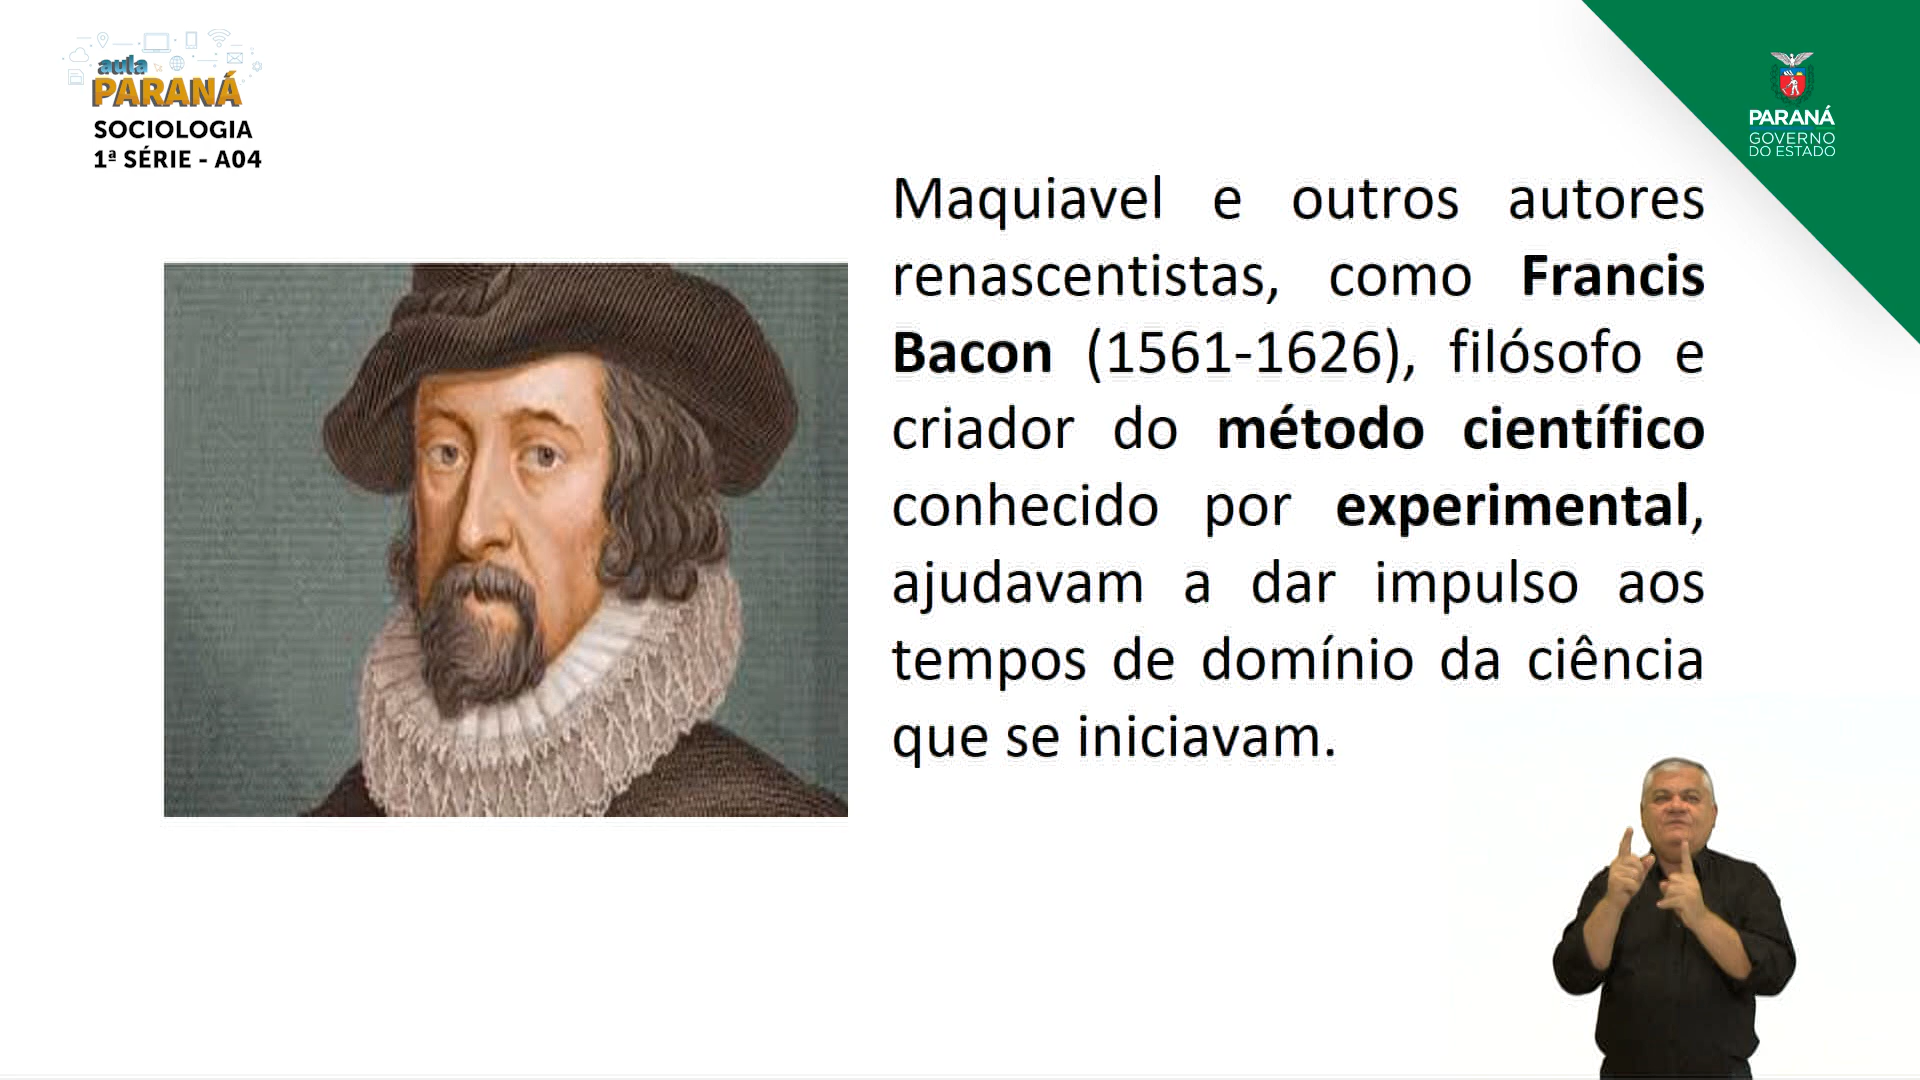 aula
PARANÁ
SOCIOLOGIA
1ª SÉRIE - A04
PARANÁ
GOVERNO
DO ESTADO
Maquiavel e outros autores
renascentistas, como Francis
Bacon (1561-1626), filósofo e
criador do método científico
conhecido por experimental,
ajudavam a dar impulso aos
tempos de domínio da ciência
que se iniciavam.